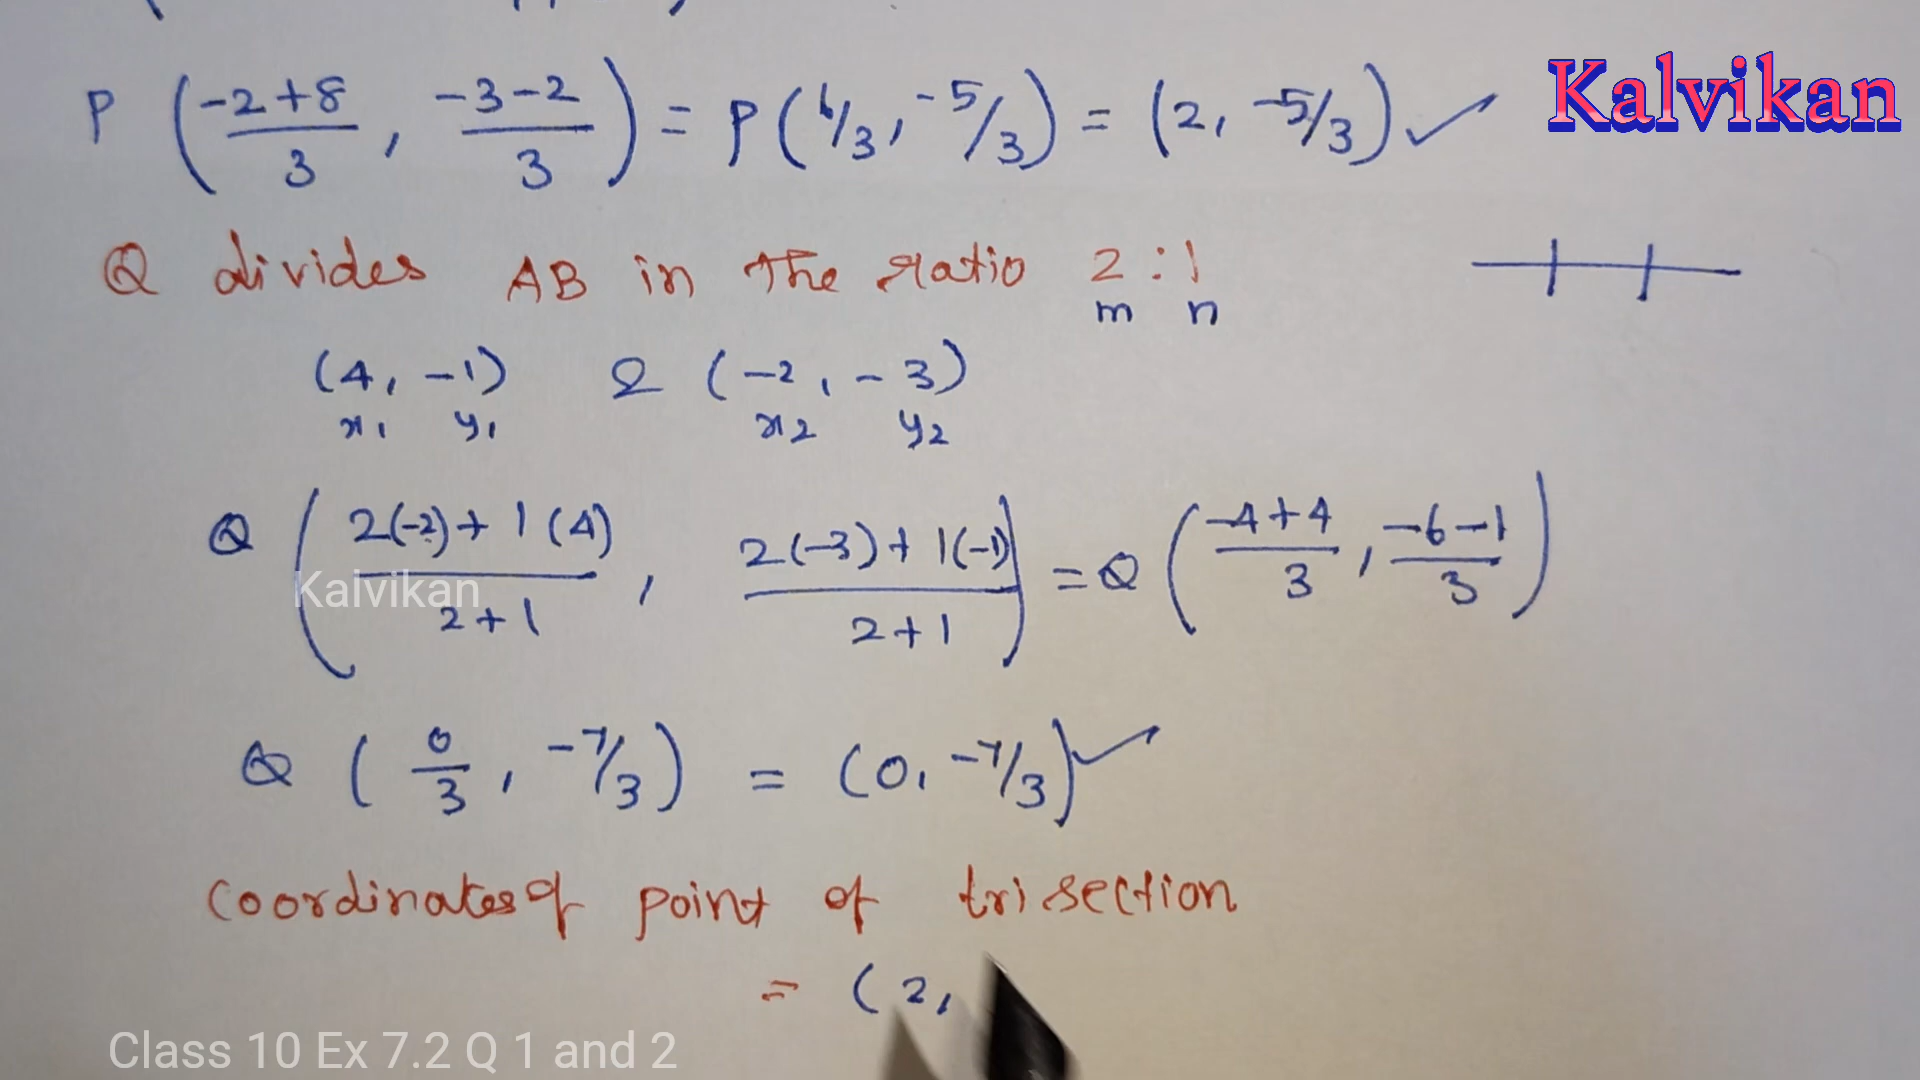 Kalvikan
P (-2+8/3, -3-2/3) = P(6/3, -5/3) = (2, -5/3) ✓
Q divides AB in the ratio 2 : 1
m n
(4, -1) & (-2, -3)
x1 y1 x2 y2
Q (2(-2)+1(4)/2+1, 2(-3)+1(-1)/2+1) = Q (-4+4/3, -6-1/3)
Kalvikan
Q (0/3, -7/3) = (0, -7/3) ✓
Coordinates of point of trisection
= (2,
Class 10 Ex 7.2 Q 1 and 2